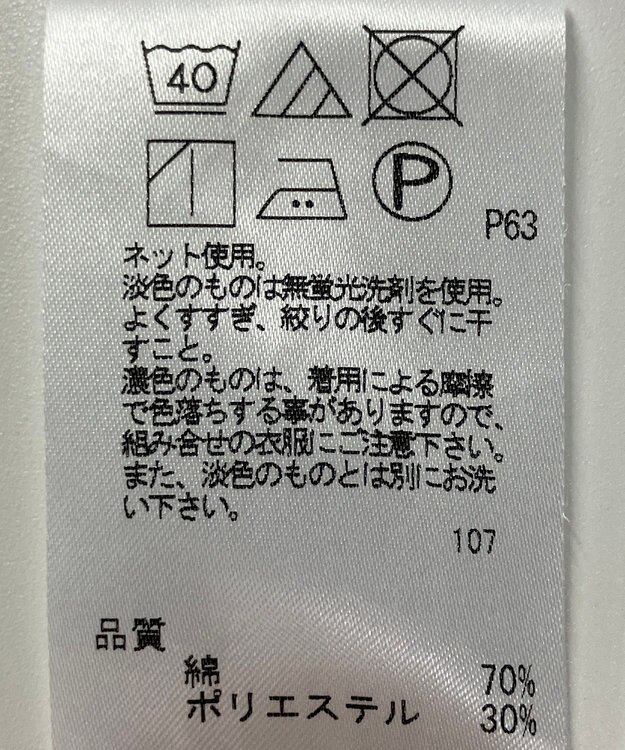 40
P
P63
ネット使用。
淡色のものは無蛍光洗剤を使用。
よくすすぎ、絞りの後すぐに干
すこと。
濃色のものは、着用による摩擦
で色落ちする事がありますので、
組み合せの衣服にご注意下さい。
また、淡色のものとは別にお洗
い下さい。
107
品質
綿 70%
ポリエステル 30%